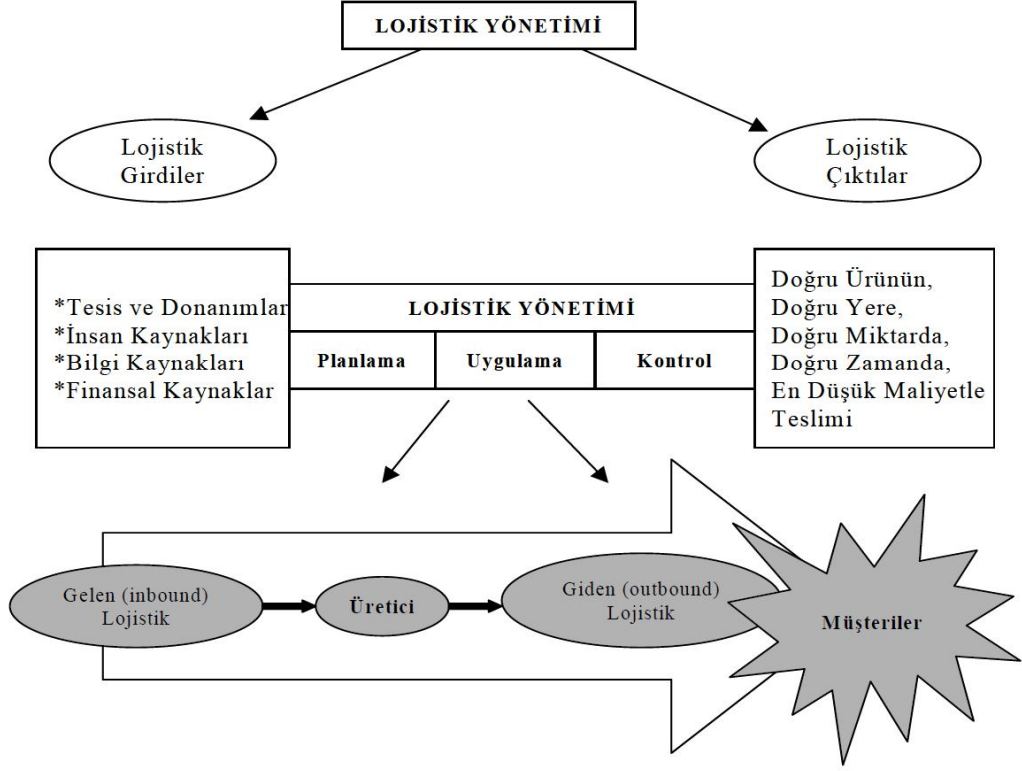 LOJİSTİK YÖNETİMİ
Lojistik
Girdiler
Lojistik
Çıktılar
*Tesis ve Donanımlar
*İnsan Kaynakları
*Bilgi Kaynakları
*Finansal Kaynaklar
LOJİSTİK YÖNETİMİ
Planlama
Uygulama
Kontrol
Doğru Ürünün,
Doğru Yere,
Doğru Miktarda,
Doğru Zamanda,
En Düşük Maliyetle
Teslimi
Gelen (inbound)
Lojistik
Üretici
Giden (outbound)
Lojistik
Müşteriler